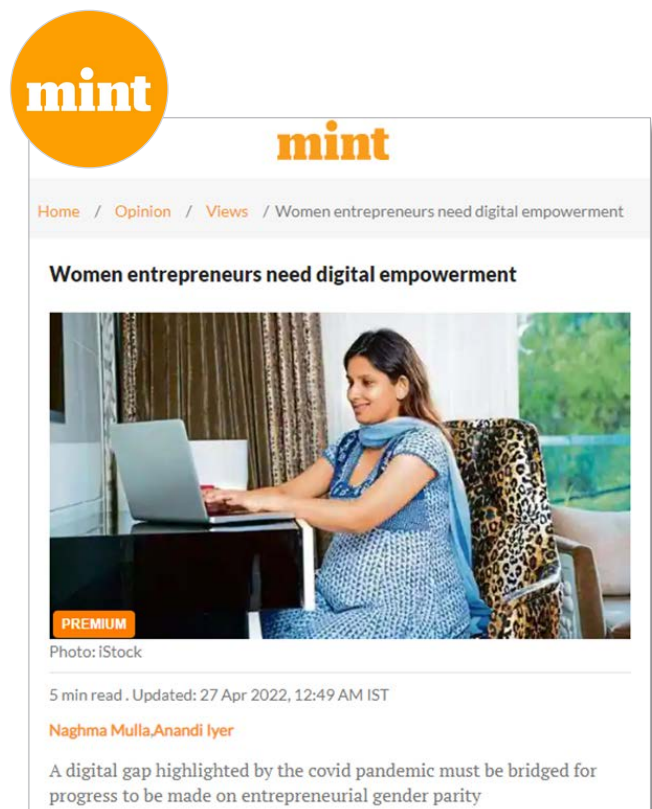 mint
mint
Home / Opinion / Views / Women entrepreneurs need digital empowerment
Women entrepreneurs need digital empowerment
PREMIUM
Photo: iStock
5 min read . Updated: 27 Apr 2022, 12:49 AM IST
Naghma Mulla,Anandi Iyer
A digital gap highlighted by the covid pandemic must be bridged for
progress to be made on entrepreneurial gender parity